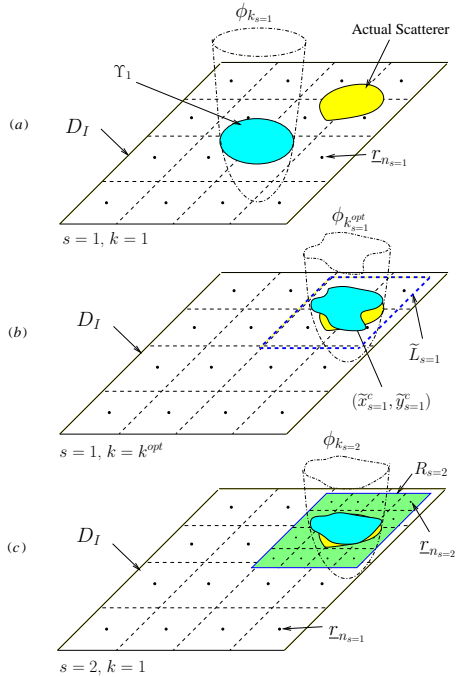 ϕ_{k_{s=1}}
Actual Scatterer
Υ_1
(a)
D_I
r_{n_{s=1}}
s = 1, k = 1
ϕ_{k^{opt}_{s=1}}
(b)
D_I
L̃_{s=1}
(x̃^c_{s=1}, ỹ^c_{s=1})
s = 1, k = k^{opt}
ϕ_{k_{s=2}}
R_{s=2}
(c)
D_I
r_{n_{s=2}}
r_{n_{s=1}}
s = 2, k = 1